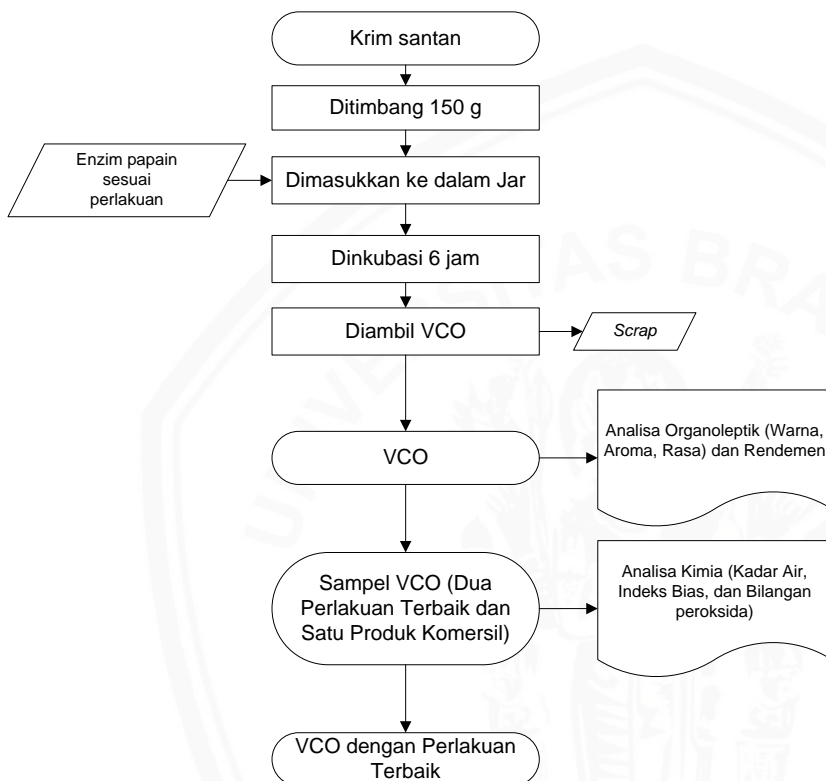 Krim santan
Ditimbang 150 g
Enzim papain
sesuai
perlakuan
Dimasukkan ke dalam Jar
Dinkubasi 6 jam
Diambil VCO
Scrap
VCO
Analisa Organoleptik (Warna,
Aroma, Rasa) dan Rendemen
Sampel VCO (Dua
Perlakuan Terbaik dan
Satu Produk Komersil)
Analisa Kimia (Kadar Air,
Indeks Bias, dan Bilangan
peroksida)
VCO dengan Perlakuan
Terbaik
UNIVERSITAS BRA